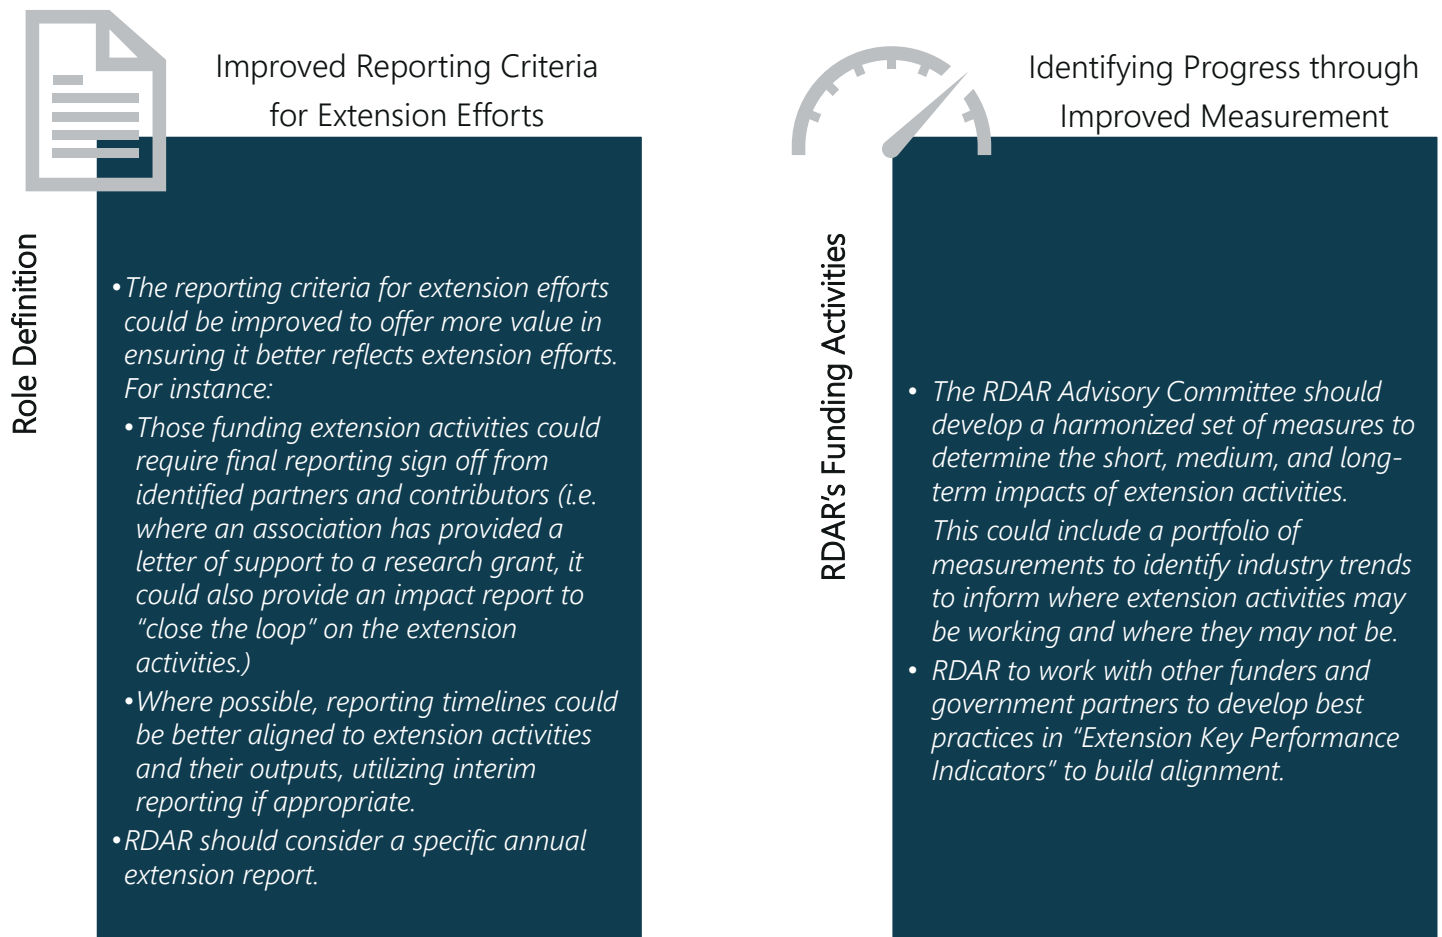 Improved Reporting Criteria
for Extension Efforts
Role Definition
•The reporting criteria for extension efforts
could be improved to offer more value in
ensuring it better reflects extension efforts.
For instance:
•Those funding extension activities could
require final reporting sign off from
identified partners and contributors (i.e.
where an association has provided a
letter of support to a research grant, it
could also provide an impact report to
“close the loop” on the extension
activities.)
•Where possible, reporting timelines could
be better aligned to extension activities
and their outputs, utilizing interim
reporting if appropriate.
•RDAR should consider a specific annual
extension report.
Identifying Progress through
Improved Measurement
RDAR’s Funding Activities
• The RDAR Advisory Committee should
develop a harmonized set of measures to
determine the short, medium, and long-
term impacts of extension activities.
This could include a portfolio of
measurements to identify industry trends
to inform where extension activities may
be working and where they may not be.
• RDAR to work with other funders and
government partners to develop best
practices in “Extension Key Performance
Indicators” to build alignment.